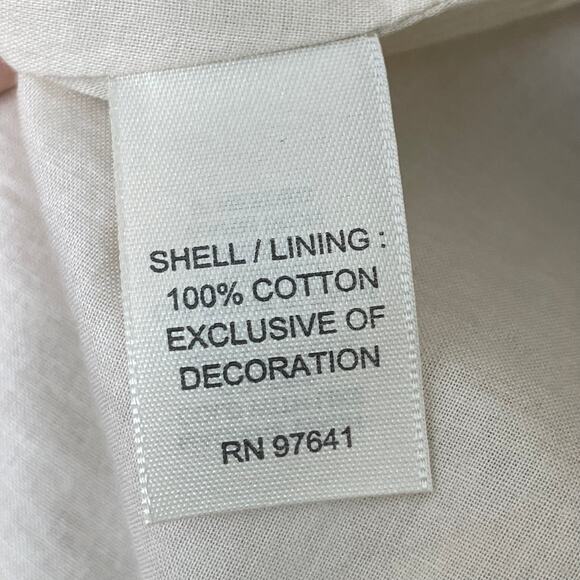 SHELL / LINING :
100% COTTON
EXCLUSIVE OF
DECORATION
RN 97641